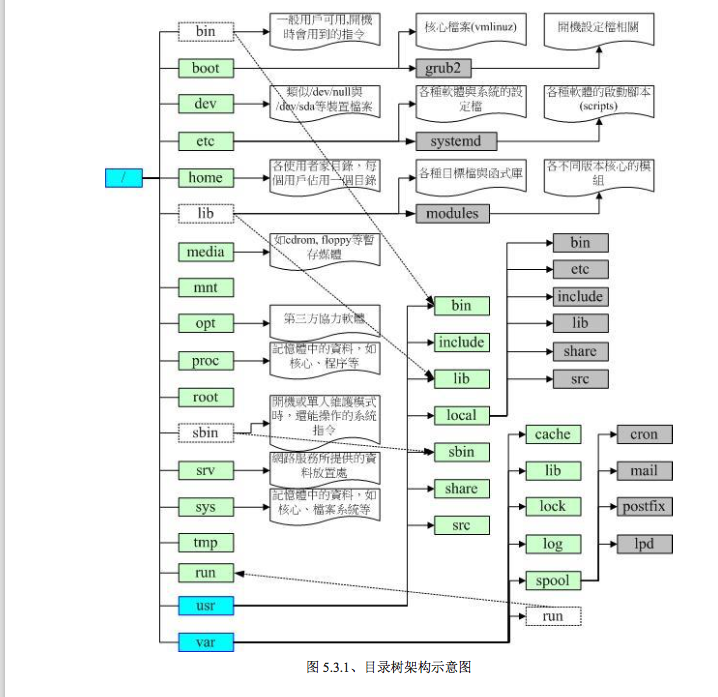 bin
一般用戶可用,開機
時會用到的指令
核心檔案(vmlinuz)
開機設定檔相關
boot
grub2
dev
類似/dev/null與
/dev/sda等裝置檔案
各種軟體與系統的設
定檔
各種軟體的啟動腳本
(scripts)
etc
systemd
/
home
各使用者家目錄，每
個用戶佔用一個目錄
各種目標檔與函式庫
各不同版本核心的模
組
lib
modules
media
如cdrom, floppy等暫
存媒體
mnt
opt
第三方協力軟體
proc
記憶體中的資料，如
核心、程序等
root
sbin
開機或單人維護模式
時，還能操作的系統
指令
srv
網路服務所提供的資
料放置處
sys
記憶體中的資料，如
核心、檔案系統等
tmp
run
usr
var
bin
include
lib
local
sbin
share
src
bin
etc
include
lib
share
src
cache
lib
lock
log
spool
run
cron
mail
postfix
lpd
图 5.3.1、目录树架构示意图